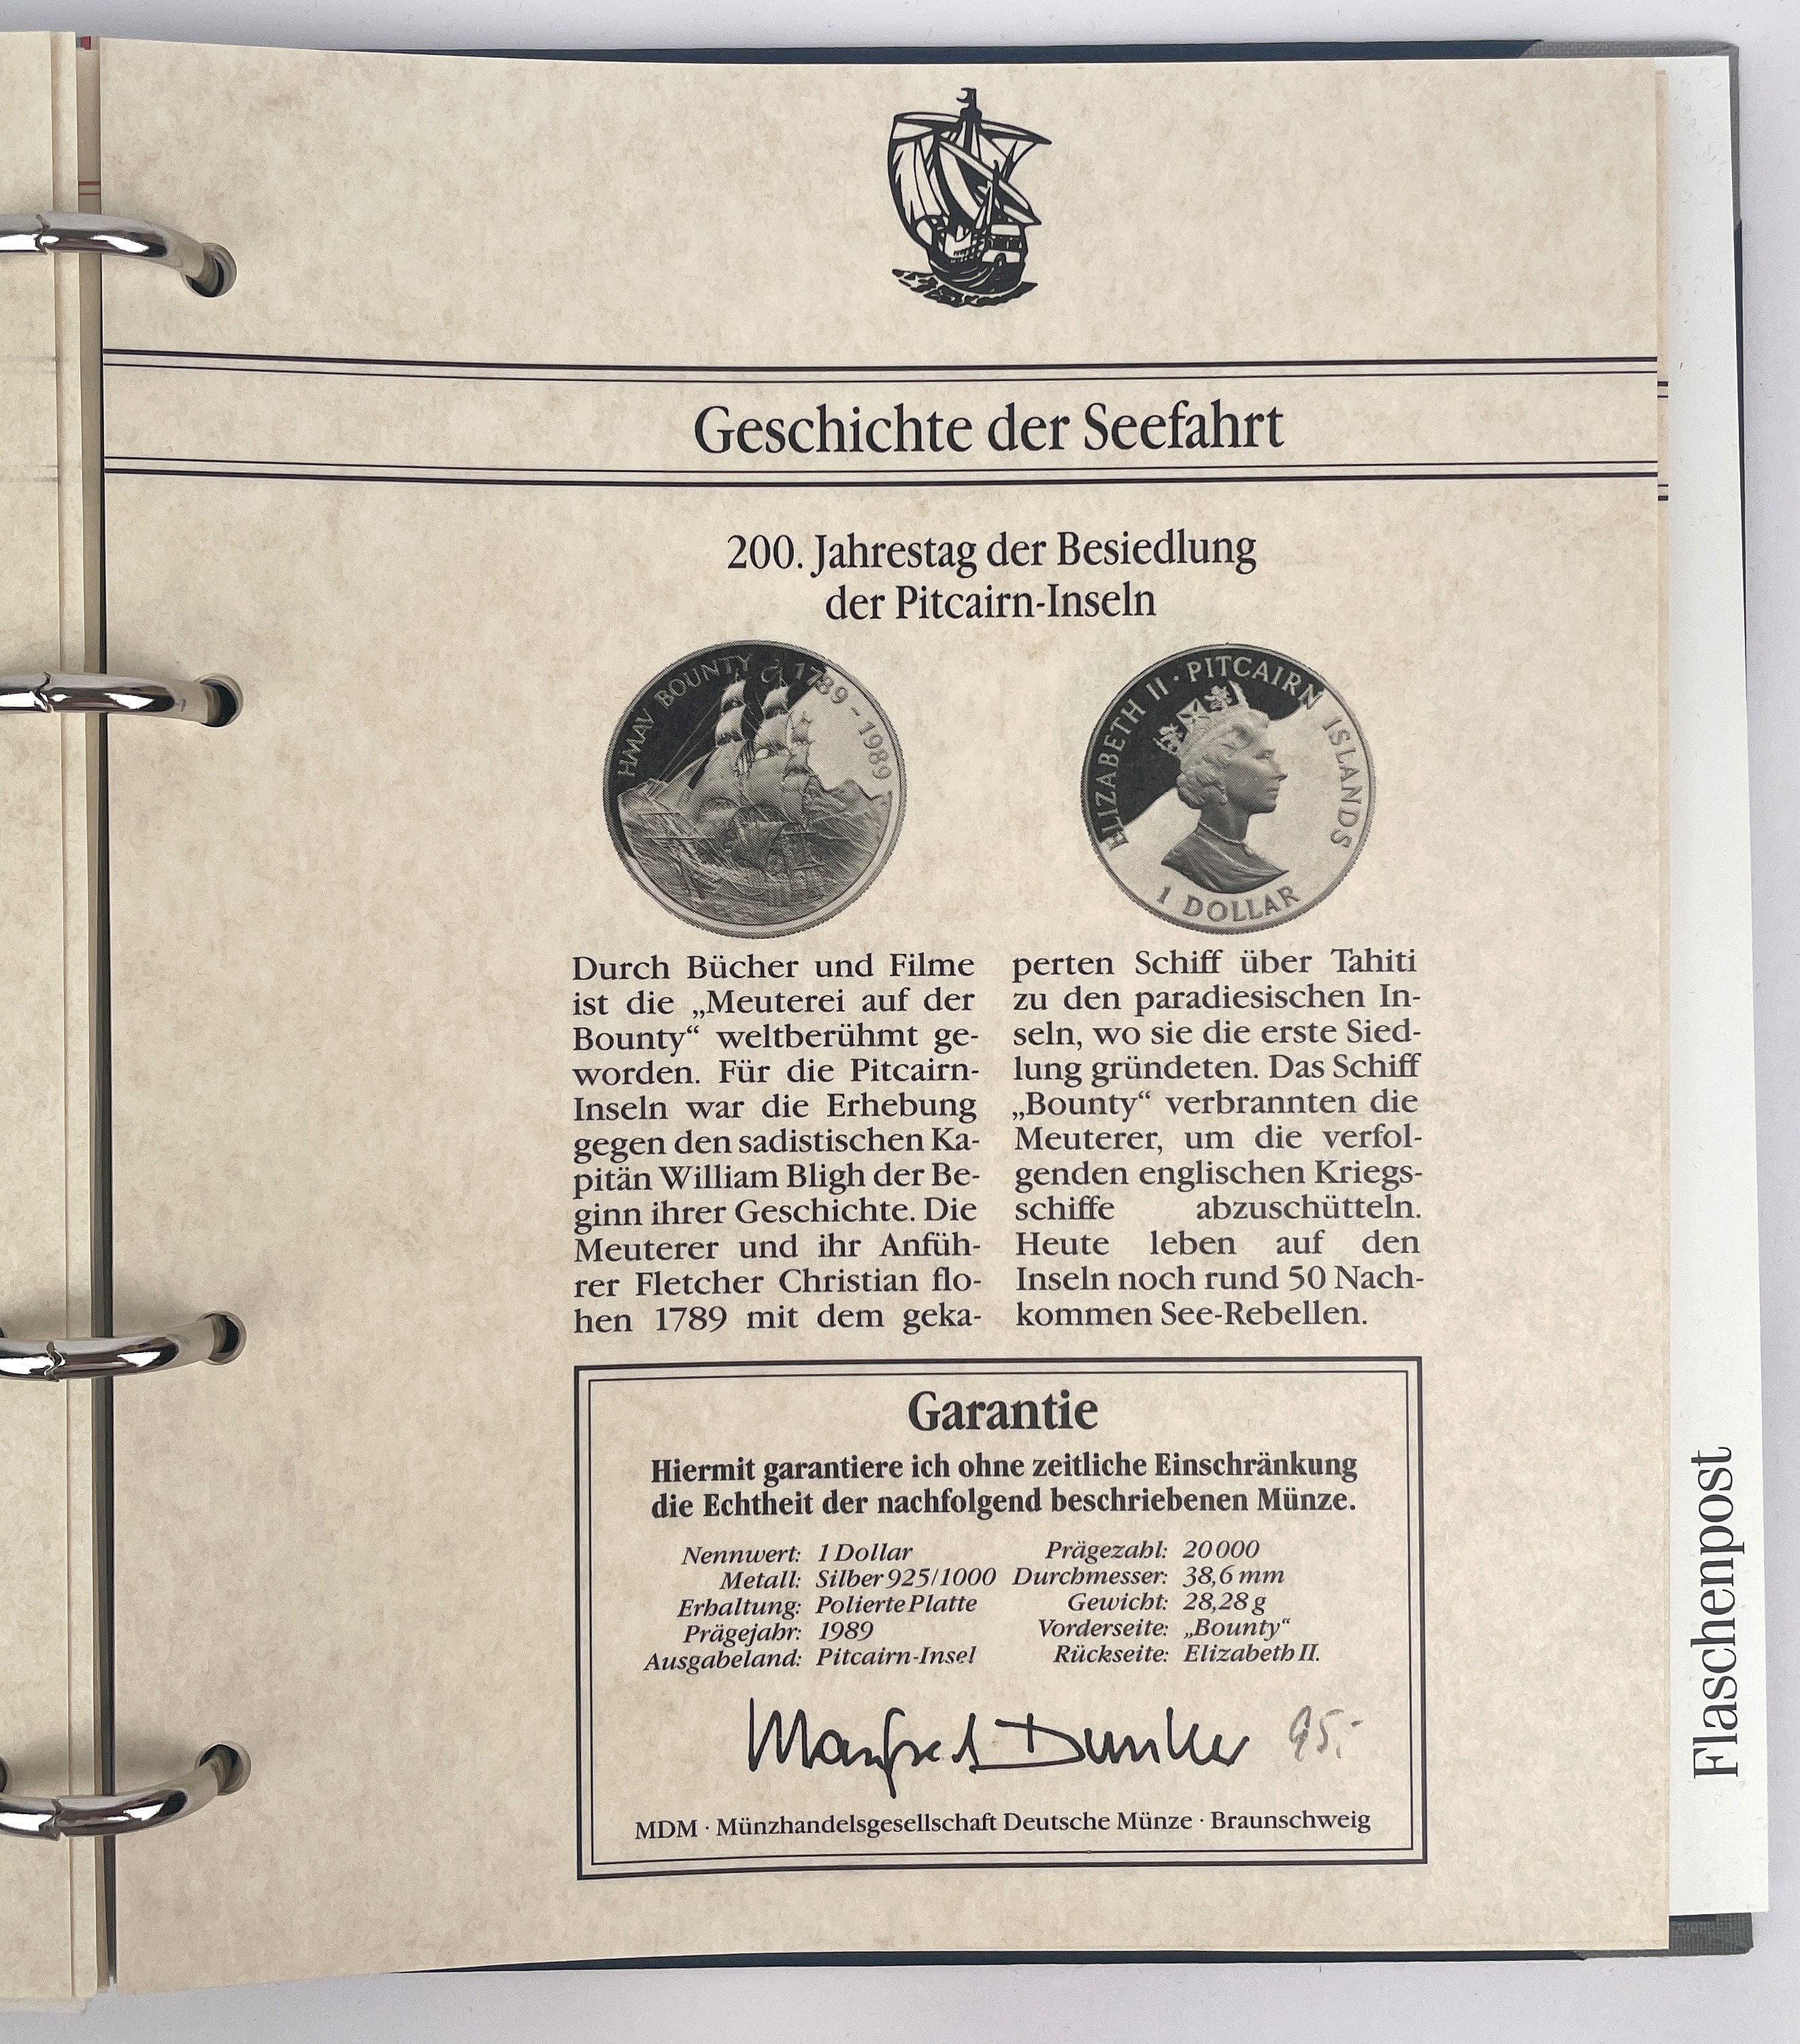 Geschichte der Seefahrt
200. Jahrestag der Besiedlung
der Pitcairn-Inseln
HMAV BOUNTY 1789 - 1989
ELIZABETH II · PITCAIRN ISLANDS
1 DOLLAR
Durch Bücher und Filme
ist die „Meuterei auf der
Bounty“ weltberühmt ge-
worden. Für die Pitcairn-
Inseln war die Erhebung
gegen den sadistischen Ka-
pitän William Bligh der Be-
ginn ihrer Geschichte. Die
Meuterer und ihr Anfüh-
rer Fletcher Christian flo-
hen 1789 mit dem geka-
perten Schiff über Tahiti
zu den paradiesischen In-
seln, wo sie die erste Sied-
lung gründeten. Das Schiff
„Bounty“ verbrannten die
Meuterer, um die verfol-
genden englischen Kriegs-
schiffe abzuschütteln.
Heute leben auf den
Inseln noch rund 50 Nach-
kommen See-Rebellen.
Garantie
Hiermit garantiere ich ohne zeitliche Einschränkung
die Echtheit der nachfolgend beschriebenen Münze.
Nennwert: 1 Dollar
Metall: Silber 925/1000
Erhaltung: Polierte Platte
Prägejahr: 1989
Ausgabeland: Pitcairn-Insel
Prägezahl: 20 000
Durchmesser: 38,6 mm
Gewicht: 28,28 g
Vorderseite: „Bounty“
Rückseite: Elizabeth II.
Manfred Dunker 95.-
MDM · Münzhandelsgesellschaft Deutsche Münze · Braunschweig
Flaschenpost